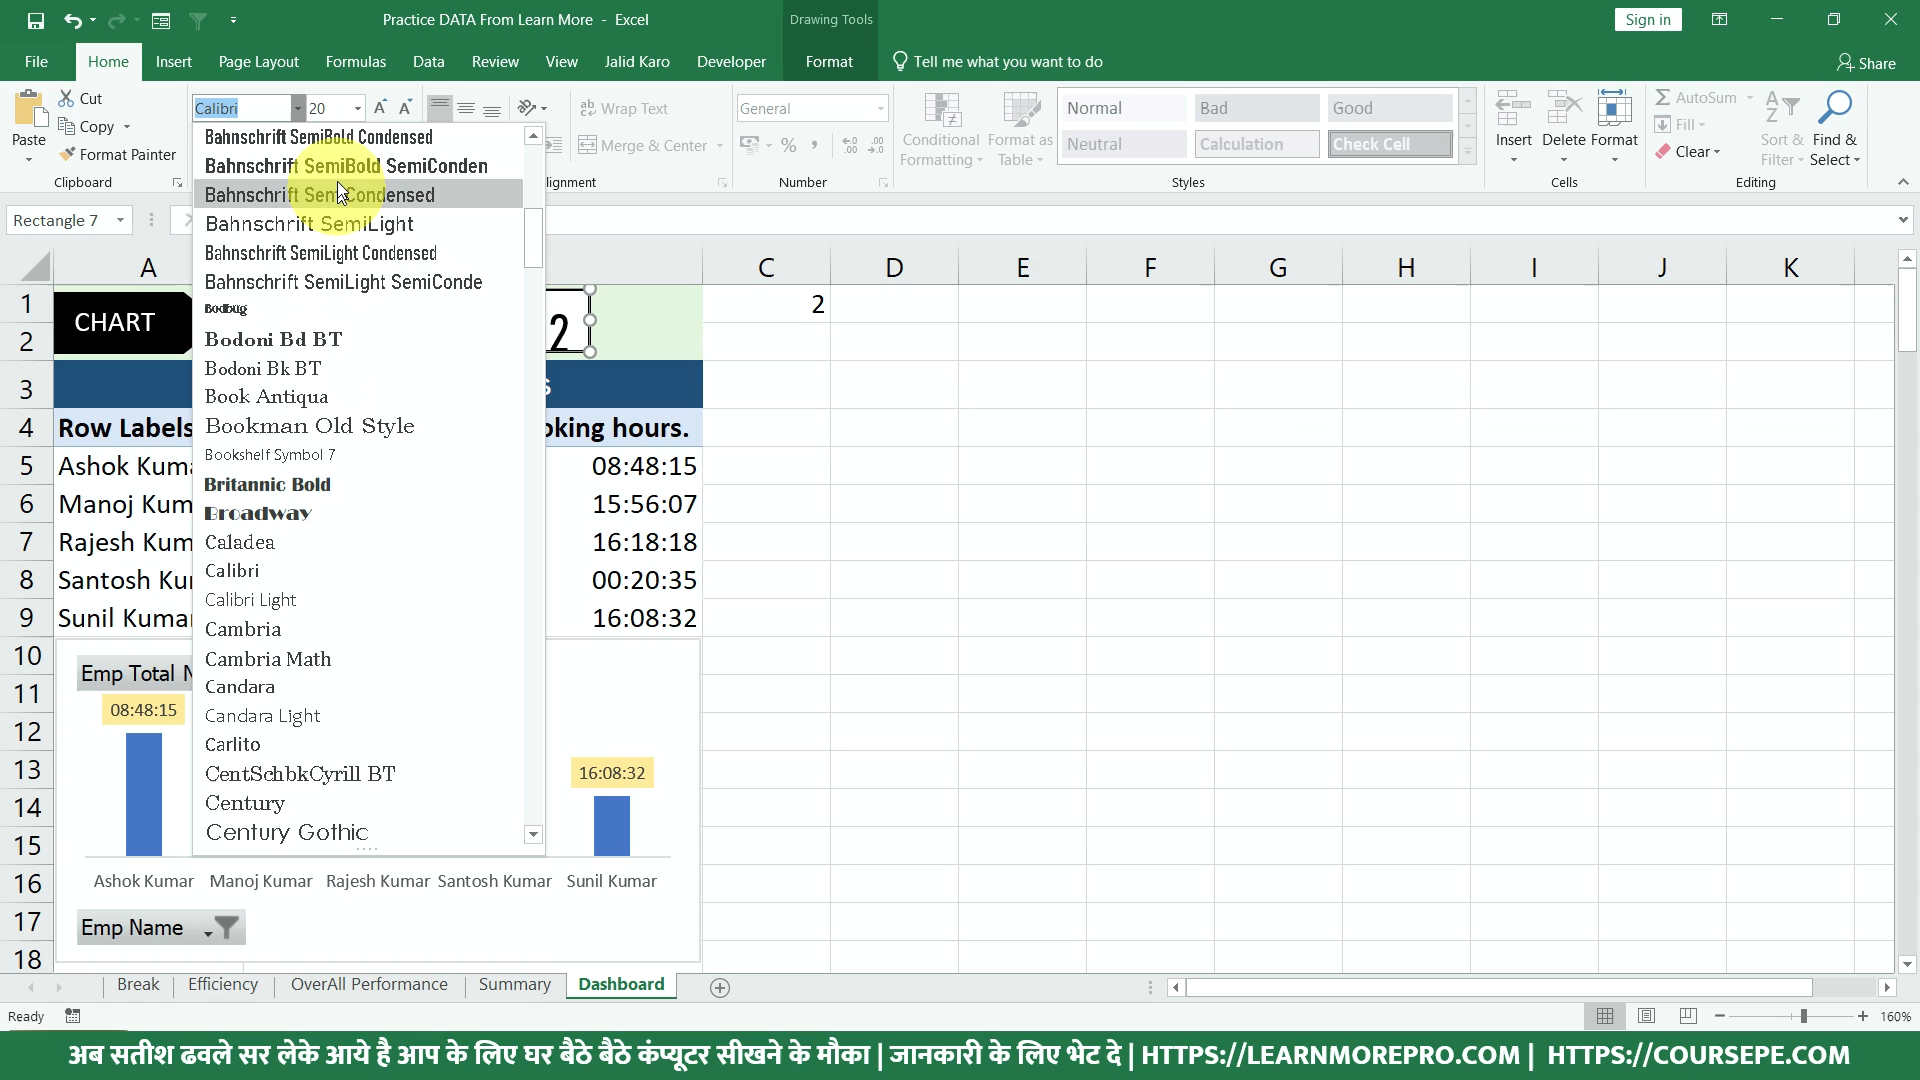 Practice DATA From Learn More - Excel
Drawing Tools
Sign in
File Home Insert Page Layout Formulas Data Review View Jalid Karo Developer Format Tell me what you want to do Share
Paste
Cut
Copy
Format Painter
Clipboard
Calibri 20
Wrap Text
Merge & Center
General
%
Number
Conditional Formatting
Format as Table
Normal Bad Good
Neutral Calculation Check Cell
Styles
Insert Delete Format
Cells
AutoSum
Fill
Clear
Sort & Filter
Find & Select
Editing
Rectangle 7
Bahnschrift SemiBold Condensed
Bahnschrift SemiBold SemiConden
Bahnschrift SemiCondensed
Bahnschrift SemiLight
Bahnschrift SemiLight Condensed
Bahnschrift SemiLight SemiConde
Bodoni Bd BT
Bodoni Bk BT
Book Antiqua
Bookman Old Style
Bookshelf Symbol 7
Britannic Bold
Broadway
Caladea
Calibri
Calibri Light
Cambria
Cambria Math
Candara
Candara Light
Carlito
CentSchbkCyrill BT
Century
Century Gothic
A C D E F G H I J K
1 CHART 2 2
2
3
4 Row Labels oking hours.
5 Ashok Kuma 08:48:15
6 Manoj Kum 15:56:07
7 Rajesh Kum 16:18:18
8 Santosh Ku 00:20:35
9 Sunil Kuma 16:08:32
10
11
12
13
14
15
16
17
18
Emp Total
08:48:15
16:08:32
Ashok Kumar Manoj Kumar Rajesh Kumar Santosh Kumar Sunil Kumar
Emp Name
Break Efficiency OverAll Performance Summary Dashboard
Ready
160%
अब सतीश ढवले सर लेके आये है आप के लिए घर बैठे बैठे कंप्यूटर सीखने के मौका | जानकारी के लिए भेट दे | HTTPS://LEARNMOREPRO.COM | HTTPS://COURSEPE.COM